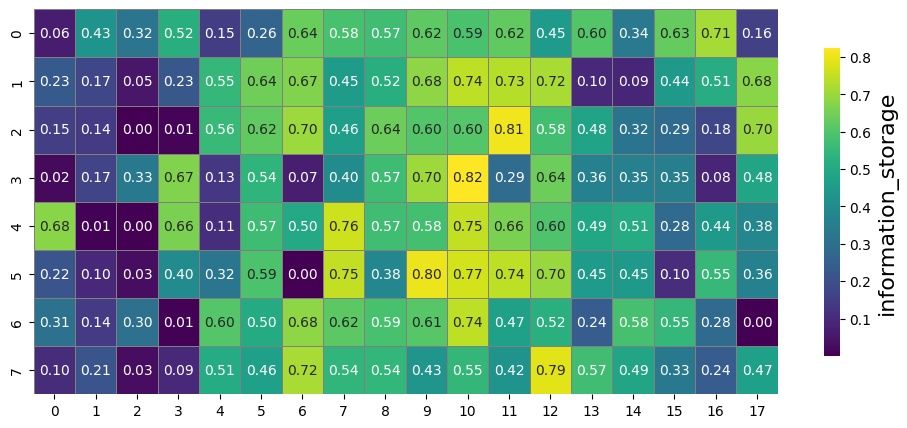 0 0.06 0.43 0.32 0.52 0.15 0.26 0.64 0.58 0.57 0.62 0.59 0.62 0.45 0.60 0.34 0.63 0.71 0.16
1 0.23 0.17 0.05 0.23 0.55 0.64 0.67 0.45 0.52 0.68 0.74 0.73 0.72 0.10 0.09 0.44 0.51 0.68
2 0.15 0.14 0.00 0.01 0.56 0.62 0.70 0.46 0.64 0.60 0.60 0.81 0.58 0.48 0.32 0.29 0.18 0.70
3 0.02 0.17 0.33 0.67 0.13 0.54 0.07 0.40 0.57 0.70 0.82 0.29 0.64 0.36 0.35 0.35 0.08 0.48
4 0.68 0.01 0.00 0.66 0.11 0.57 0.50 0.76 0.57 0.58 0.75 0.66 0.60 0.49 0.51 0.28 0.44 0.38
5 0.22 0.10 0.03 0.40 0.32 0.59 0.00 0.75 0.38 0.80 0.77 0.74 0.70 0.45 0.45 0.10 0.55 0.36
6 0.31 0.14 0.30 0.01 0.60 0.50 0.68 0.62 0.59 0.61 0.74 0.47 0.52 0.24 0.58 0.55 0.28 0.00
7 0.10 0.21 0.03 0.09 0.51 0.46 0.72 0.54 0.54 0.43 0.55 0.42 0.79 0.57 0.49 0.33 0.24 0.47
0 1 2 3 4 5 6 7 8 9 10 11 12 13 14 15 16 17
0.8
0.7
0.6
0.5
0.4
0.3
0.2
0.1
information_storage